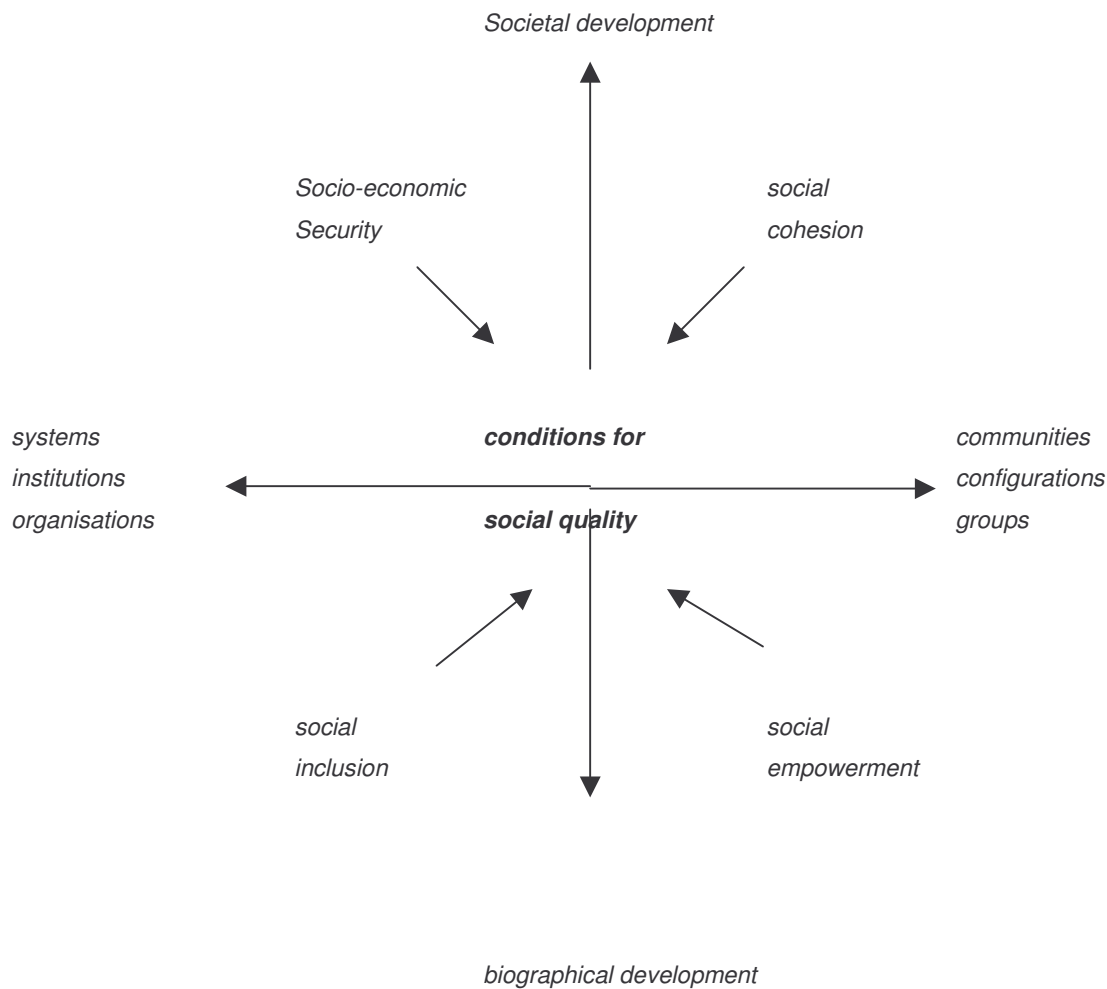 Societal development
Socio-economic
Security
social
cohesion
systems
institutions
organisations
conditions for
social quality
communities
configurations
groups
social
inclusion
social
empowerment
biographical development